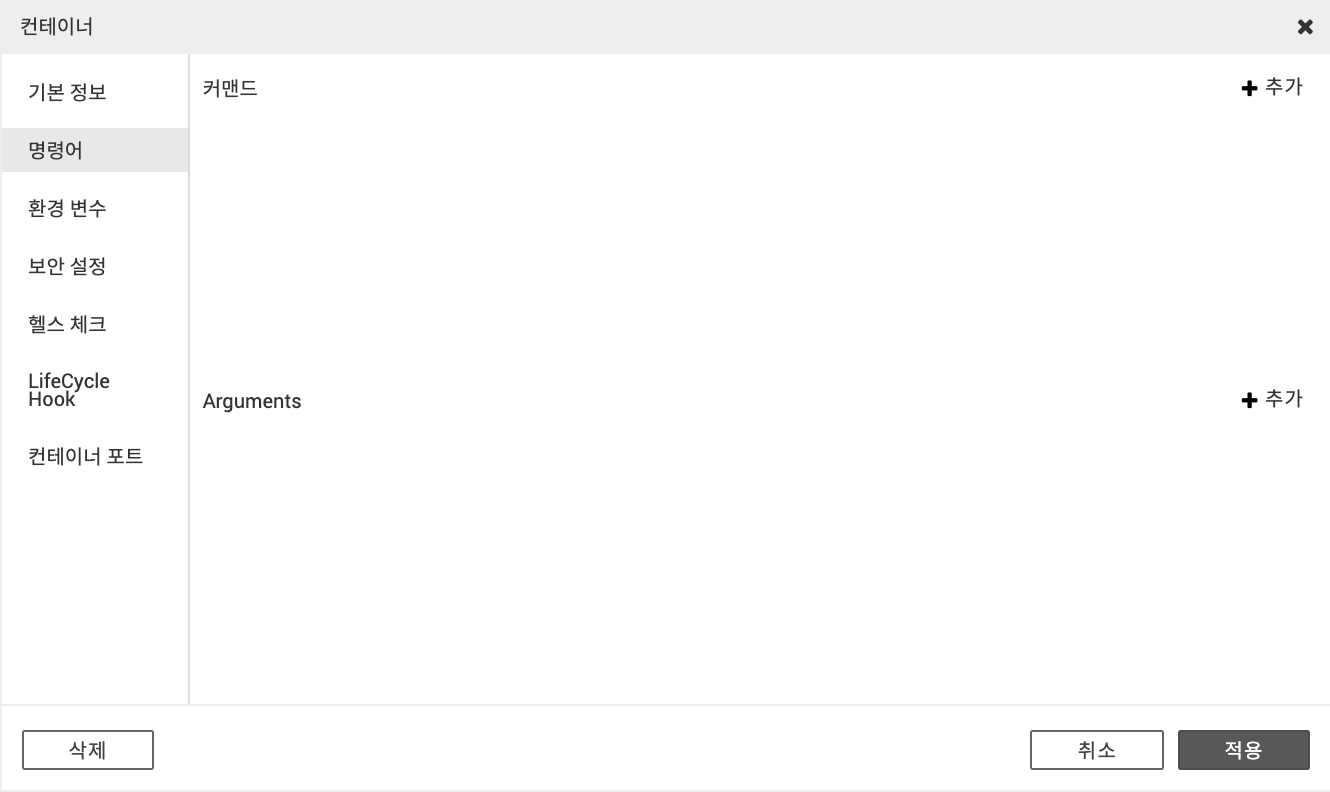 컨테이너
기본 정보
명령어
환경 변수
보안 설정
헬스 체크
LifeCycle
Hook
컨테이너 포트
커맨드
추가
Arguments
추가
삭제
취소
적용